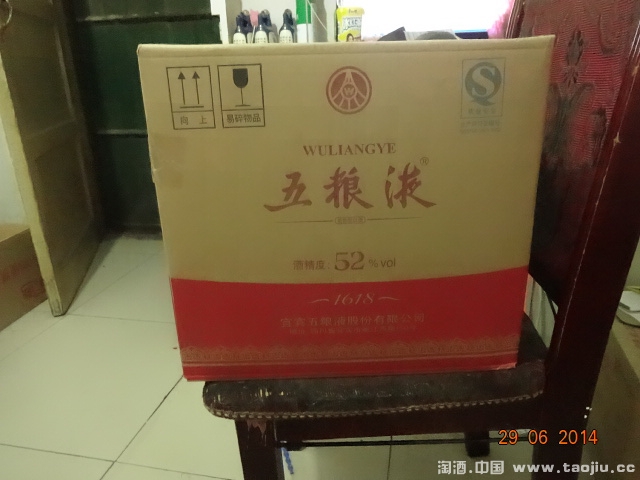 向 上
易碎物品
WULIANGYE
五粮液®
酒精度: 52%vol
1618
宜宾五粮液股份有限公司
29 06 2014
淘酒.中国 www.taojiu.cc